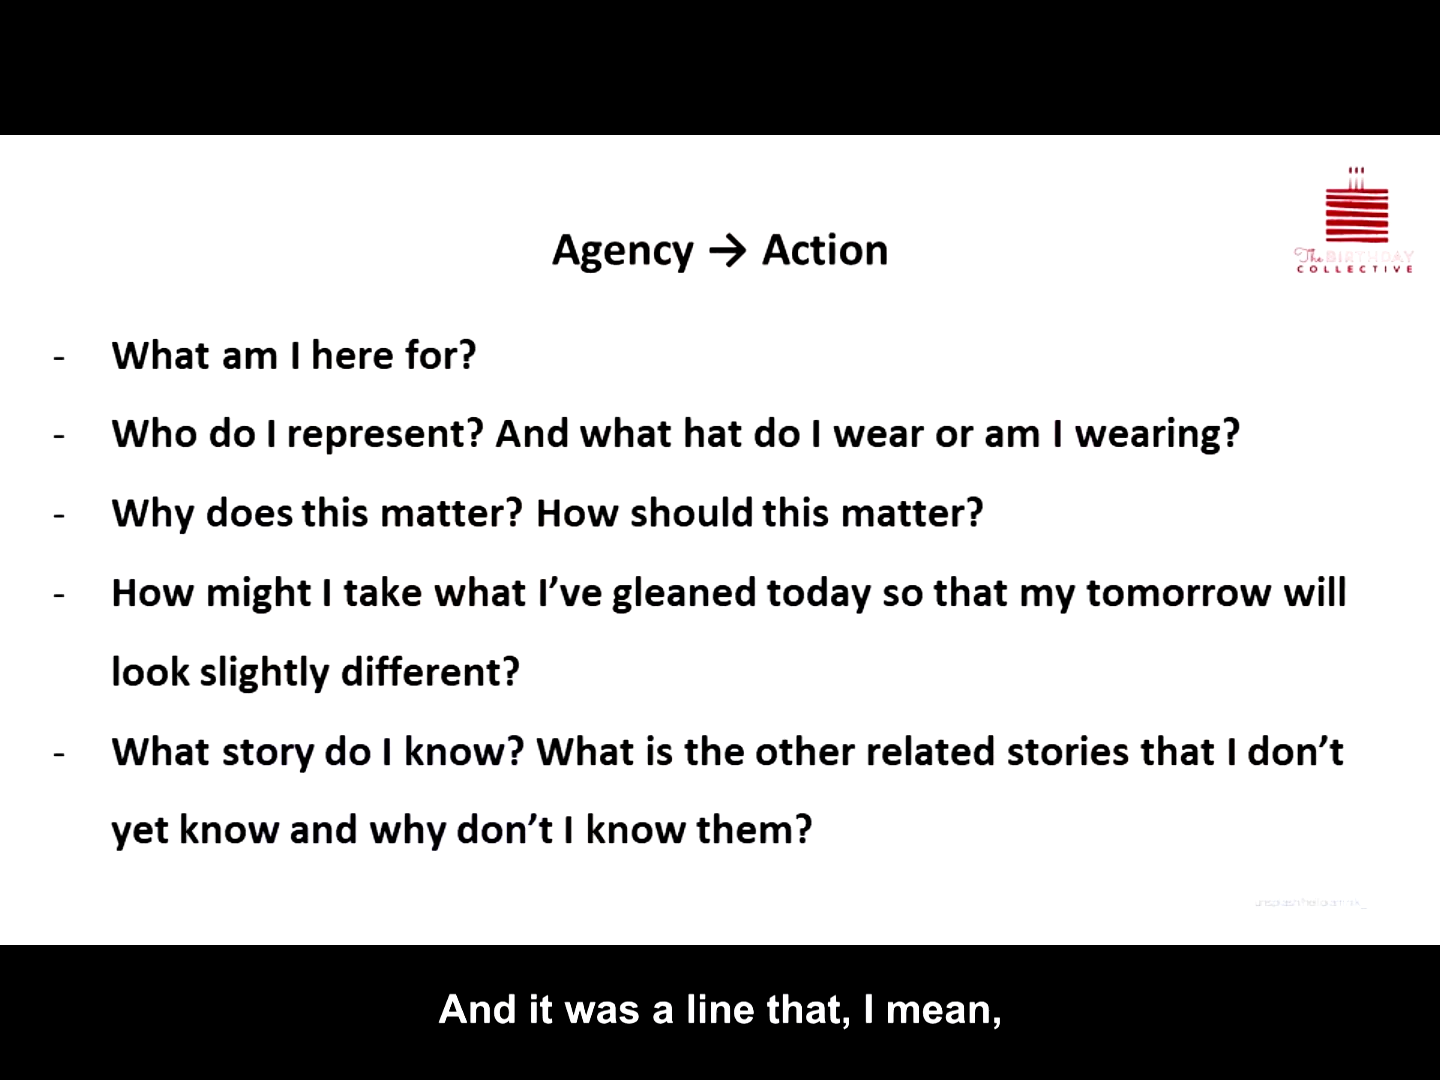 The BIRTHDAY
COLLECTIVE
Agency → Action
- What am I here for?
- Who do I represent? And what hat do I wear or am I wearing?
- Why does this matter? How should this matter?
- How might I take what I’ve gleaned today so that my tomorrow will
look slightly different?
- What story do I know? What is the other related stories that I don’t
yet know and why don’t I know them?
And it was a line that, I mean,